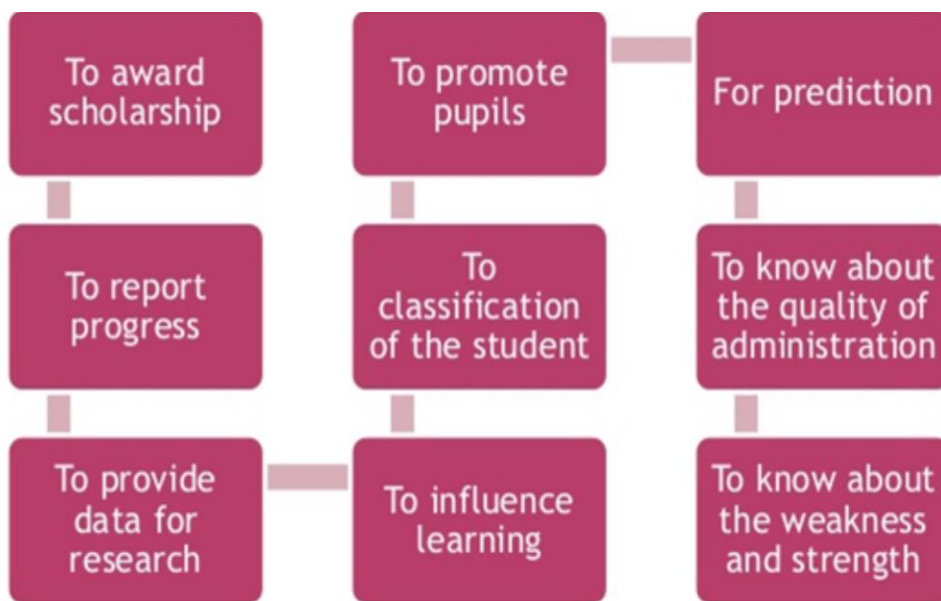 To award
scholarship
To report
progress
To provide
data for
research
To influence
learning
To
classification
of the student
To promote
pupils
For prediction
To know about
the quality of
administration
To know about
the weakness
and strength